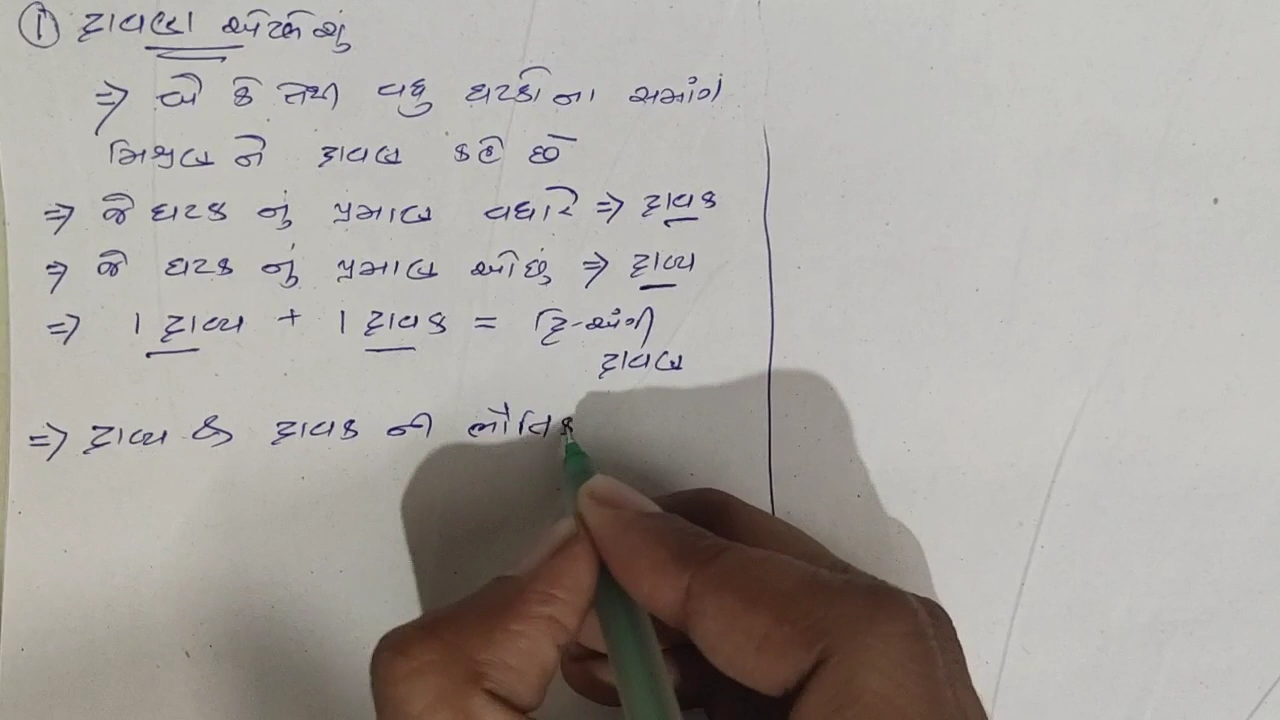 ① દ્રાવણ એટલે શું
⇒ બે કે તેથી વધુ ઘટકોના સમાંગ
મિશ્રણ ને દ્રાવણ કહે છે
⇒ જે ઘટક નું પ્રમાણ વધારે ⇒ દ્રાવક
⇒ જે ઘટક નું પ્રમાણ ઓછું ⇒ દ્રાવ્ય
⇒ 1 દ્રાવ્ય + 1 દ્રાવક = દ્વિ-અંગી
દ્રાવણ
⇒ દ્રાવ્ય કે દ્રાવક ની ભૌતિક